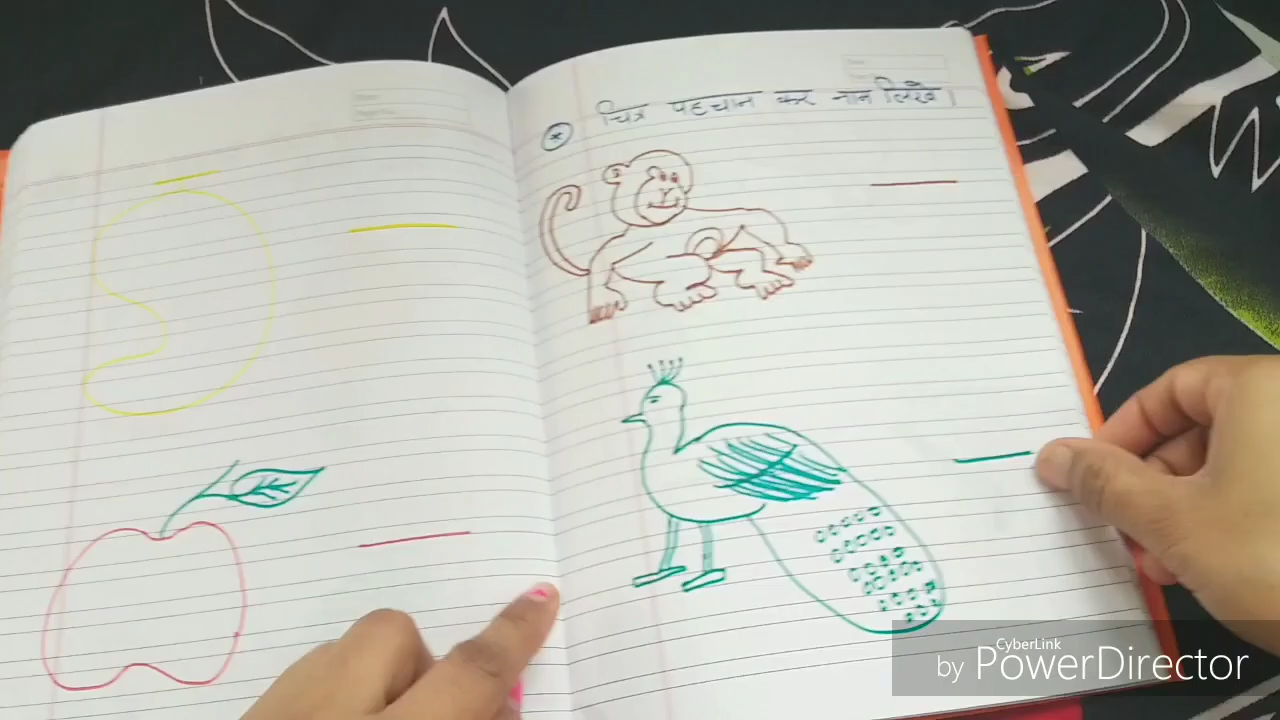 चित्र पहचान कर नाम लिखे।
CyberLink
by PowerDirector